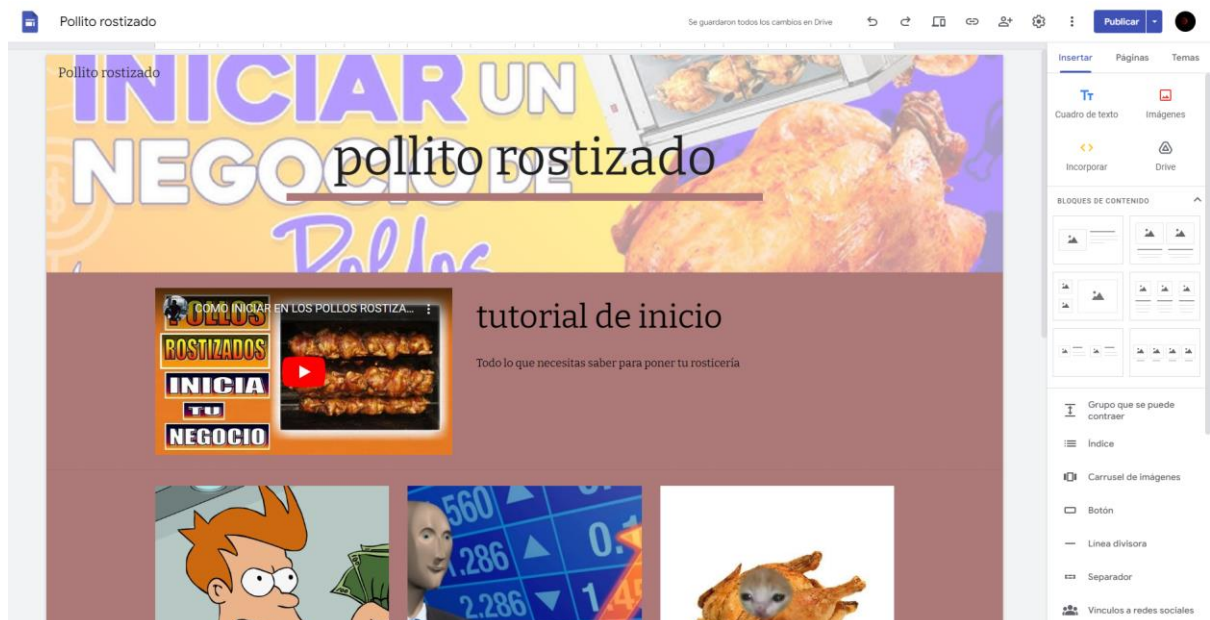 Pollito rostizado
Se guardaron todos los cambios en Drive
Publicar
Insertar
Páginas
Temas
Cuadro de texto
Imágenes
Incorporar
Drive
BLOQUES DE CONTENIDO
Grupo que se puede
contraer
Índice
Carrusel de imágenes
Botón
Línea divisora
Separador
Vínculos a redes sociales
Pollito rostizado
INICIAR UN
NEGOCIO DE
Pollos
pollito rostizado
CÓMO INICIAR EN LOS POLLOS ROSTIZA...
POLLOS
ROSTIZADOS
INICIA
TU
NEGOCIO
tutorial de inicio
Todo lo que necesitas saber para poner tu rosticería
560
.286
2.286